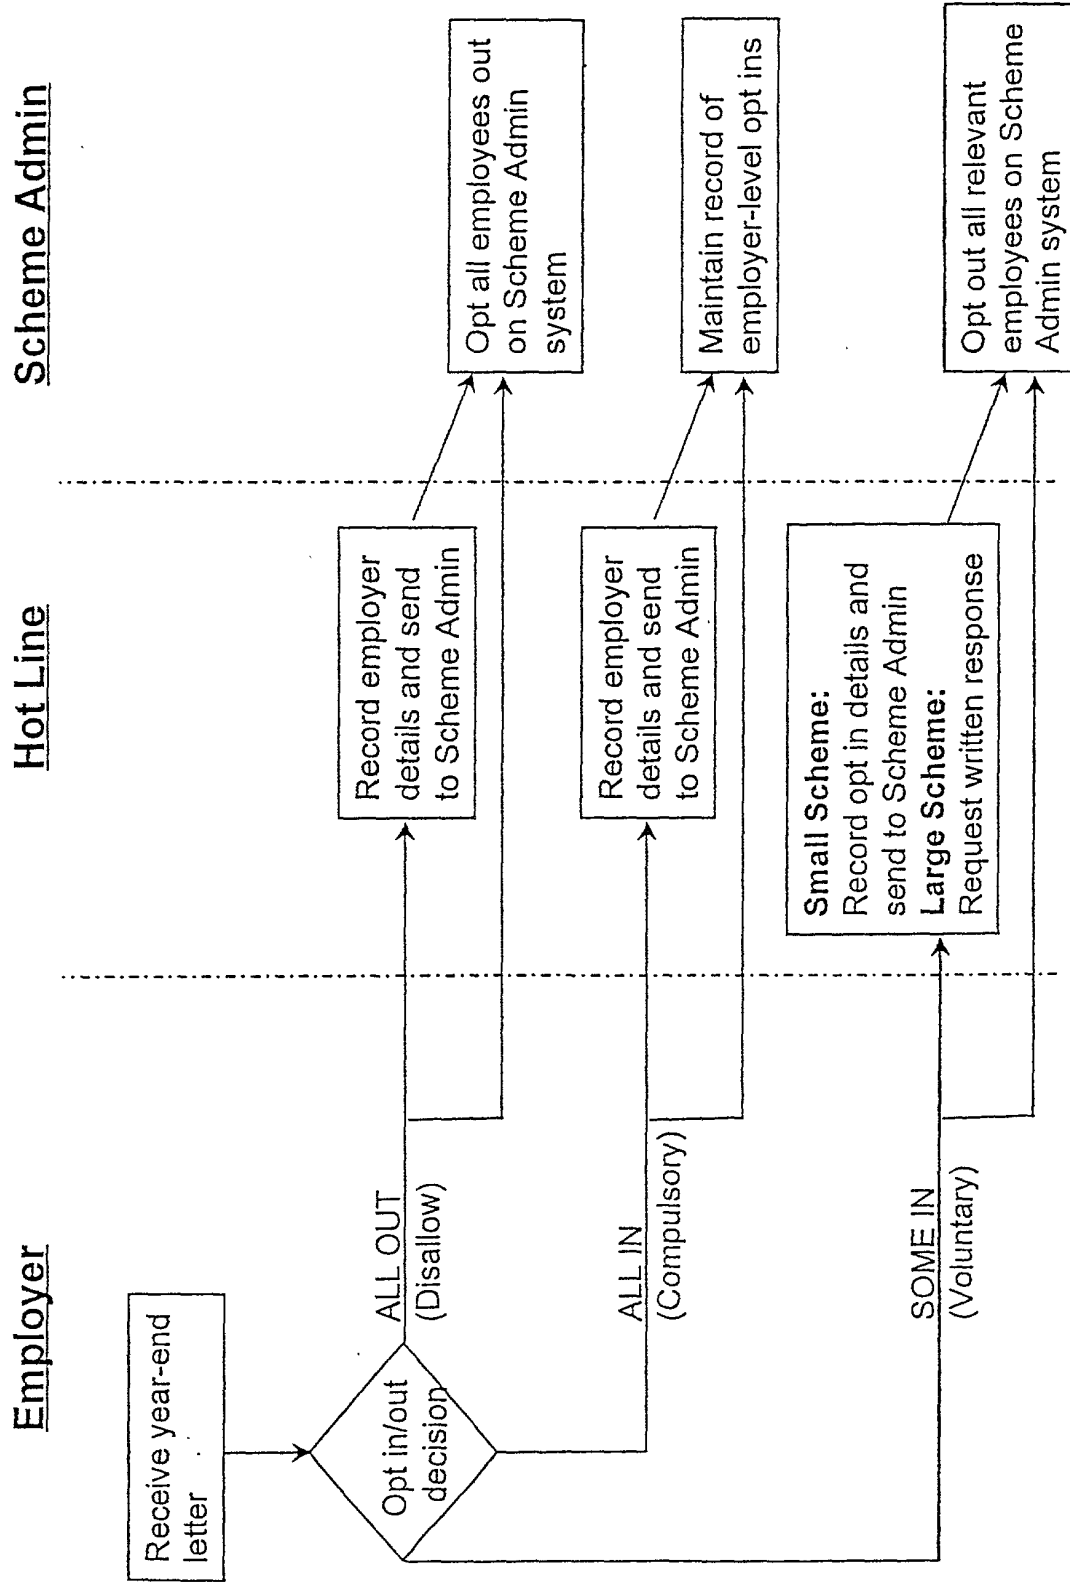 Employer
Hot Line
Scheme Admin
Receive year-end
letter
Opt in/out
decision
ALL OUT
(Disallow)
Record employer
details and send
to Scheme Admin
Opt all employees out
on Scheme Admin
system
ALL IN
(Compulsory)
Record employer
details and send
to Scheme Admin
Maintain record of
employer-level opt ins
SOME IN
(Voluntary)
Small Scheme:
Record opt in details and
send to Scheme Admin
Large Scheme:
Request written response
Opt out all relevant
employees on Scheme
Admin system